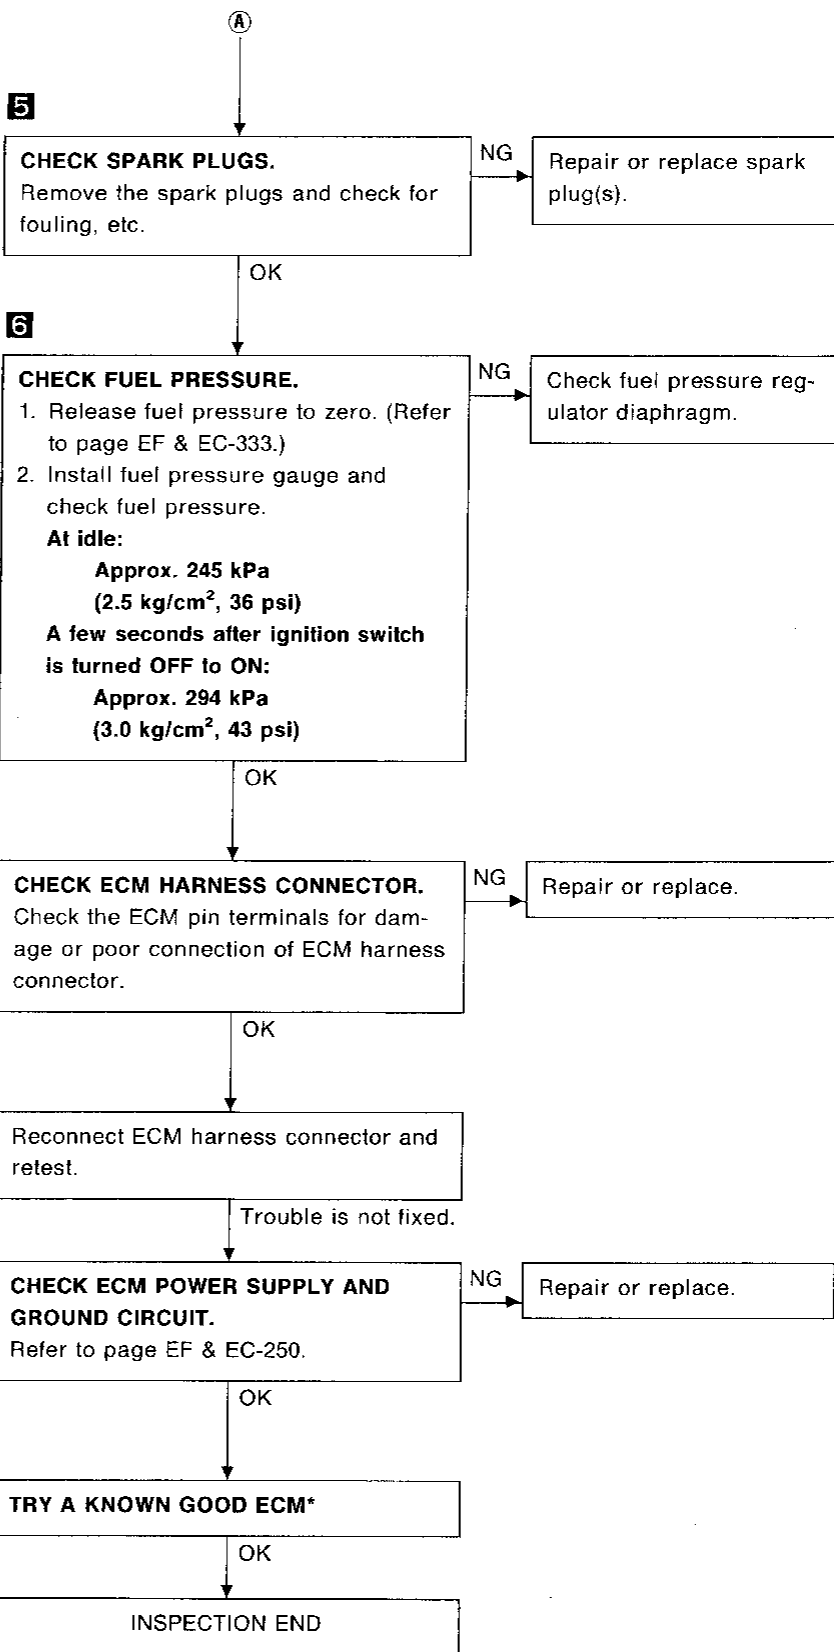 A
5
CHECK SPARK PLUGS.
Remove the spark plugs and check for
fouling, etc.
NG
Repair or replace spark
plug(s).
OK
6
CHECK FUEL PRESSURE.
1. Release fuel pressure to zero. (Refer
to page EF & EC-333.)
2. Install fuel pressure gauge and
check fuel pressure.
At idle:
Approx. 245 kPa
(2.5 kg/cm², 36 psi)
A few seconds after ignition switch
is turned OFF to ON:
Approx. 294 kPa
(3.0 kg/cm², 43 psi)
NG
Check fuel pressure reg-
ulator diaphragm.
OK
CHECK ECM HARNESS CONNECTOR.
Check the ECM pin terminals for dam-
age or poor connection of ECM harness
connector.
NG
Repair or replace.
OK
Reconnect ECM harness connector and
retest.
Trouble is not fixed.
CHECK ECM POWER SUPPLY AND
GROUND CIRCUIT.
Refer to page EF & EC-250.
NG
Repair or replace.
OK
TRY A KNOWN GOOD ECM*
OK
INSPECTION END